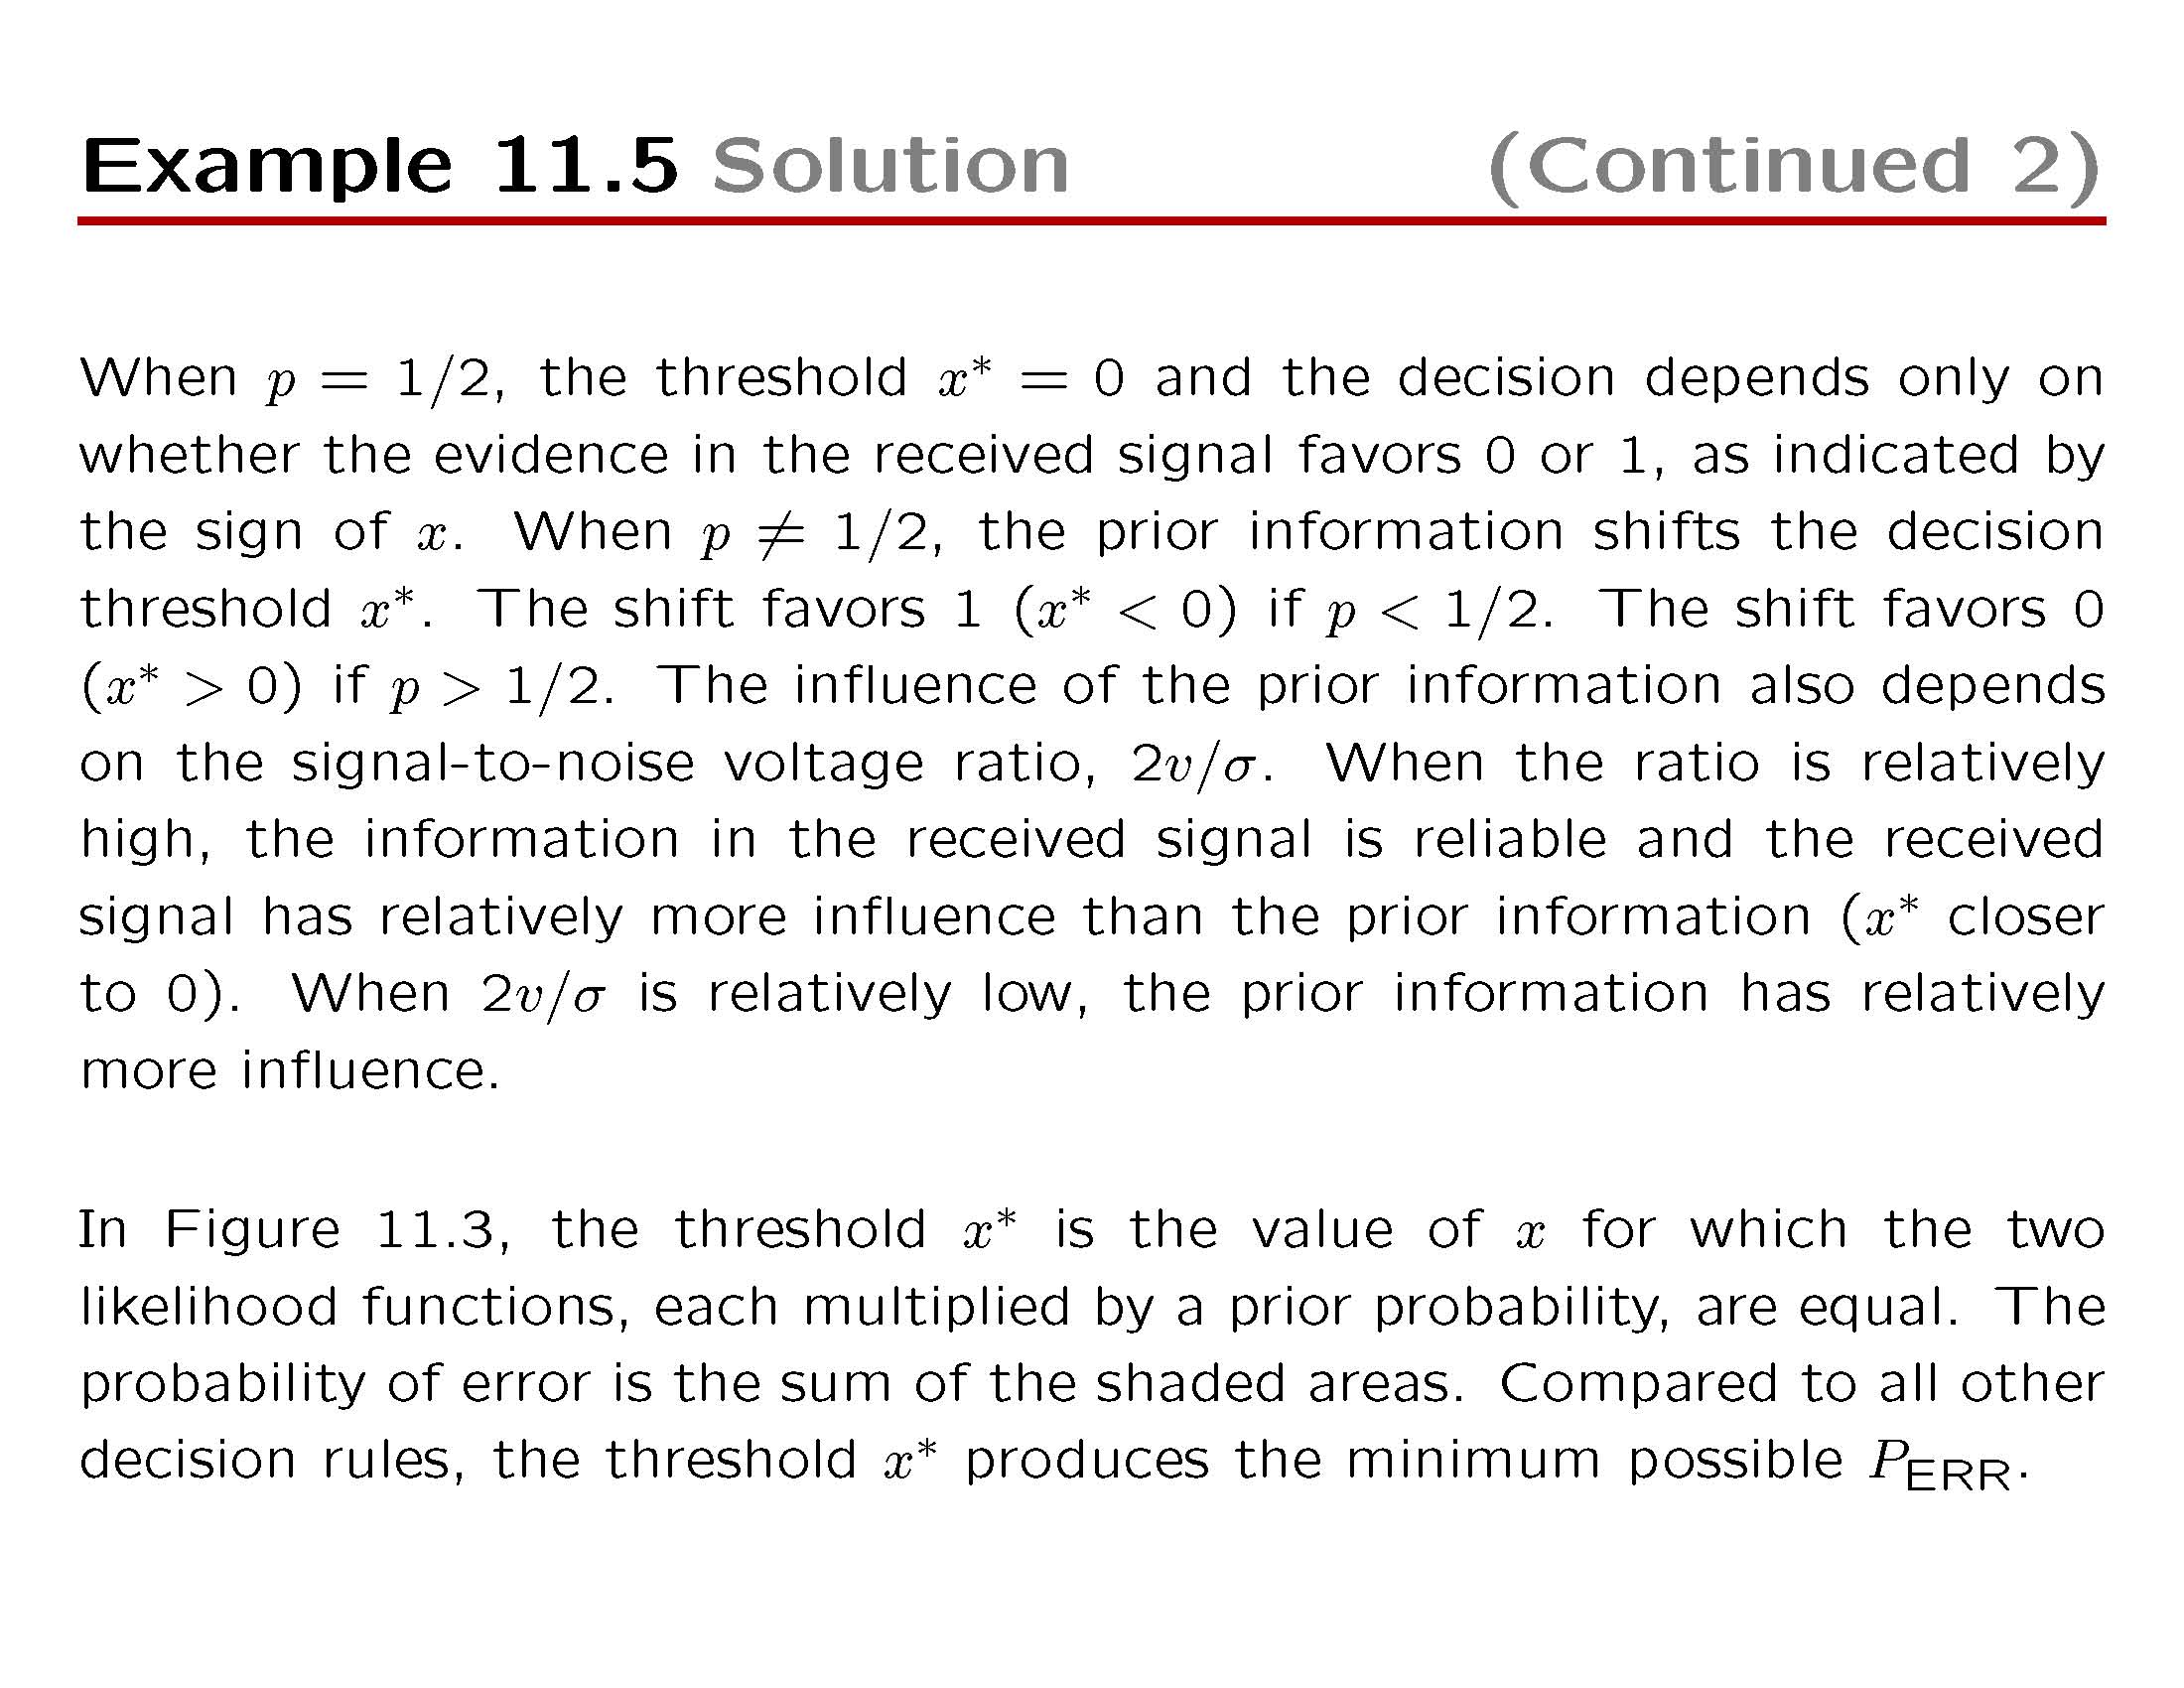 Example 11.5 Solution (Continued 2)
When p = 1/2, the threshold x* = 0 and the decision depends only on
whether the evidence in the received signal favors 0 or 1, as indicated by
the sign of x. When p ≠ 1/2, the prior information shifts the decision
threshold x*. The shift favors 1 (x* < 0) if p < 1/2. The shift favors 0
(x* > 0) if p > 1/2. The influence of the prior information also depends
on the signal-to-noise voltage ratio, 2v/σ. When the ratio is relatively
high, the information in the received signal is reliable and the received
signal has relatively more influence than the prior information (x* closer
to 0). When 2v/σ is relatively low, the prior information has relatively
more influence.
In Figure 11.3, the threshold x* is the value of x for which the two
likelihood functions, each multiplied by a prior probability, are equal. The
probability of error is the sum of the shaded areas. Compared to all other
decision rules, the threshold x* produces the minimum possible P_ERR.